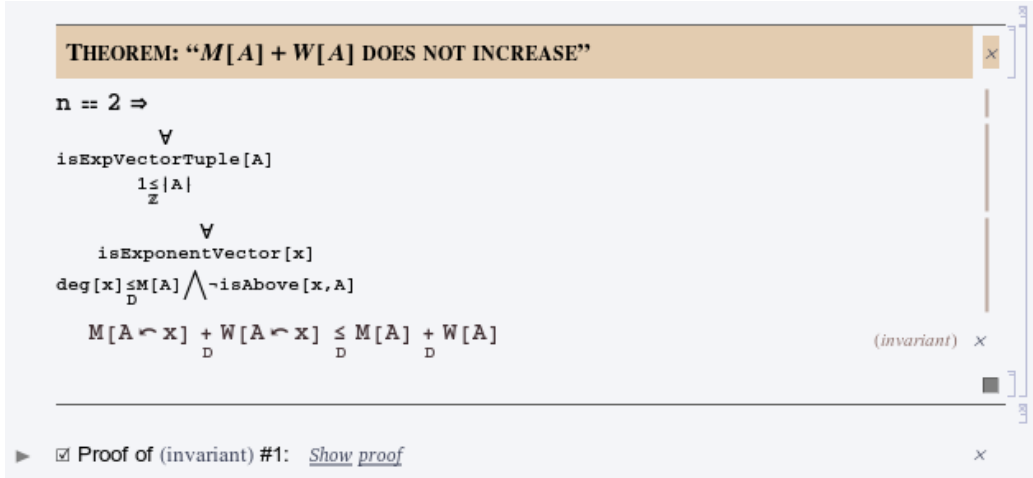 THEOREM: “M[A] + W[A] DOES NOT INCREASE”
n == 2 ⇒
∀
isExpVectorTuple[A]
1≤|A|
ℤ
∀
isExponentVector[x]
deg[x]≤M[A]⋀¬isAbove[x,A]
D
M[A↶x] + W[A↶x] ≤ M[A] + W[A]
D D D
(invariant) ×
☑ Proof of (invariant) #1: Show proof ×